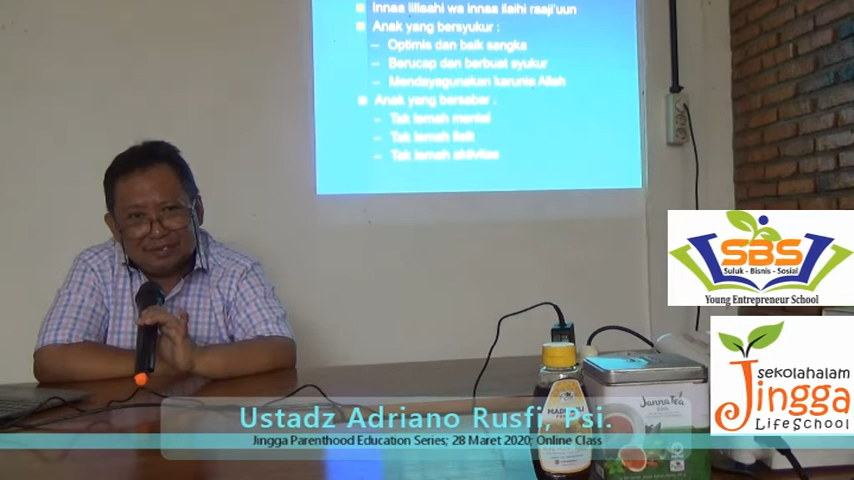 Innaa lillaahi wa innaa ilaihi raaji'uun
Anak yang bersyukur :
– Optimis dan baik sangka
– Berucap dan berbuat syukur
– Mendayagunakan karunia Allah
Anak yang bersabar :
– Tak lemah mental
– Tak lemah fisik
– Tak lemah aktivitas
SBS
Suluk - Bisnis - Sosial
Young Entrepreneur School
sekolahalam
Jingga
LifeSchool
JannaTea
Ustadz Adriano Rusfi, Psi.
Jingga Parenthood Education Series; 28 Maret 2020; Online Class